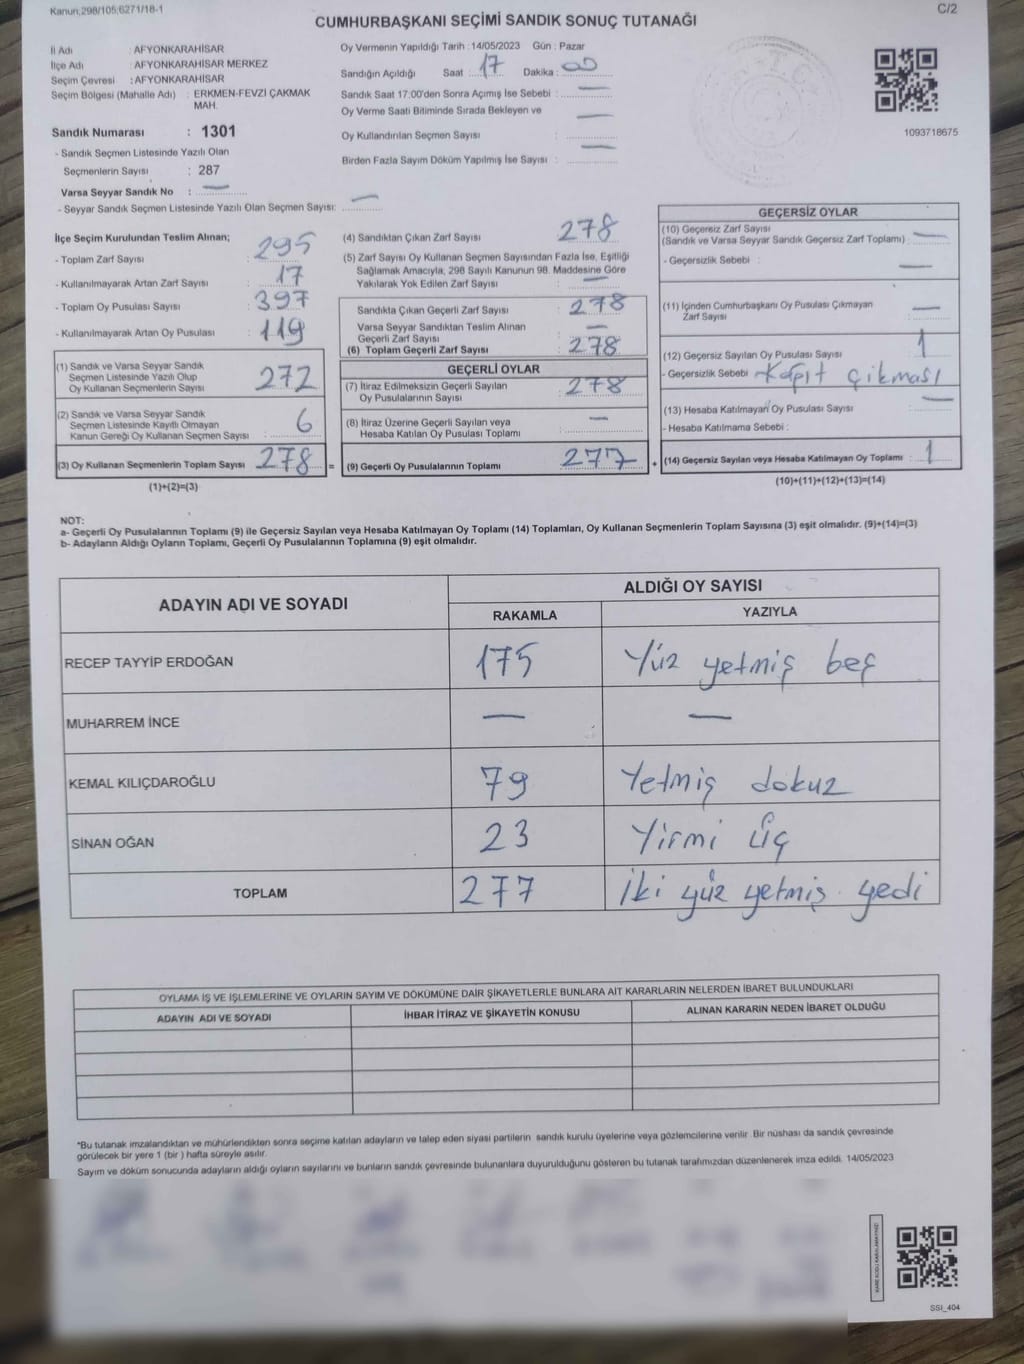 Kanun,298/105;6271/18-1
C/2
CUMHURBAŞKANI SEÇİMİ SANDIK SONUÇ TUTANAĞI
İl Adı : AFYONKARAHİSAR
İlçe Adı : AFYONKARAHİSAR MERKEZ
Seçim Çevresi : AFYONKARAHİSAR
Seçim Bölgesi (Mahalle Adı) : ERKMEN-FEVZİ ÇAKMAK
MAH.
Sandık Numarası : 1301
- Sandık Seçmen Listesinde Yazılı Olan
Seçmenlerin Sayısı : 287
Varsa Seyyar Sandık No : —
- Seyyar Sandık Seçmen Listesinde Yazılı Olan Seçmen Sayısı: —
Oy Vermenin Yapıldığı Tarih : 14/05/2023 Gün : Pazar
Sandığın Açıldığı Saat : 17 Dakika : 00
Sandık Saat 17:00'den Sonra Açımış İse Sebebi : —
Oy Verme Saati Bitiminde Sırada Bekleyen ve
Oy Kullandırılan Seçmen Sayısı : —
Birden Fazla Sayım Döküm Yapılmış İse Sayısı : —
1093718675
İlçe Seçim Kurulundan Teslim Alınan;
- Toplam Zarf Sayısı : 295
- Kullanılmayarak Artan Zarf Sayısı : 17
- Toplam Oy Pusulası Sayısı : 397
- Kullanılmayarak Artan Oy Pusulası : 119
(1) Sandık ve Varsa Seyyar Sandık
Seçmen Listesinde Yazılı Olup
Oy Kullanan Seçmenlerin Sayısı : 272
(2) Sandık ve Varsa Seyyar Sandık
Seçmen Listesinde Kayıtlı Olmayan
Kanun Gereği Oy Kullanan Seçmen Sayısı : 6
(3) Oy Kullanan Seçmenlerin Toplam Sayısı : 278 =
(1)+(2)=(3)
(4) Sandıktan Çıkan Zarf Sayısı : 278
(5) Zarf Sayısı Oy Kullanan Seçmen Sayısından Fazla İse, Eşitliği
Sağlamak Amacıyla, 298 Sayılı Kanunun 98. Maddesine Göre
Yakılarak Yok Edilen Zarf Sayısı : —
Sandıkta Çıkan Geçerli Zarf Sayısı : 278
Varsa Seyyar Sandıktan Teslim Alınan
Geçerli Zarf Sayısı : —
(6) Toplam Geçerli Zarf Sayısı : 278
GEÇERLİ OYLAR
(7) İtiraz Edilmeksizin Geçerli Sayılan
Oy Pusulalarının Sayısı : 278
(8) İtiraz Üzerine Geçerli Sayılan veya
Hesaba Katılan Oy Pusulası Toplamı : —
(9) Geçerli Oy Pusulalarının Toplamı : 277 +
GEÇERSİZ OYLAR
(10) Geçersiz Zarf Sayısı
(Sandık ve Varsa Seyyar Sandık Geçersiz Zarf Toplamı) : —
- Geçersizlik Sebebi : —
(11) İçinden Cumhurbaşkanı Oy Pusulası Çıkmayan
Zarf Sayısı : —
(12) Geçersiz Sayılan Oy Pusulası Sayısı : 1
- Geçersizlik Sebebi : çıkması
(13) Hesaba Katılmayan Oy Pusulası Sayısı : —
- Hesaba Katılmama Sebebi :
(14) Geçersiz Sayılan veya Hesaba Katılmayan Oy Toplamı : 1
(10)+(11)+(12)+(13)=(14)
NOT:
a- Geçerli Oy Pusulalarının Toplamı (9) ile Geçersiz Sayılan veya Hesaba Katılmayan Oy Toplamı (14) Toplamları, Oy Kullanan Seçmenlerin Toplam Sayısına (3) eşit olmalıdır. (9)+(14)=(3)
b- Adayların Aldığı Oyların Toplamı, Geçerli Oy Pusulalarının Toplamına (9) eşit olmalıdır.
ADAYIN ADI VE SOYADI
ALDIĞI OY SAYISI
RAKAMLA YAZIYLA
RECEP TAYYİP ERDOĞAN 175 Yüz yetmiş beş
MUHARREM İNCE — —
KEMAL KILIÇDAROĞLU 79 Yetmiş dokuz
SİNAN OĞAN 23 Yirmi üç
TOPLAM 277 İki yüz yetmiş yedi
OYLAMA İŞ VE İŞLEMLERİNE VE OYLARIN SAYIM VE DÖKÜMÜNE DAİR ŞİKAYETLERLE BUNLARA AİT KARARLARIN NELERDEN İBARET BULUNDUKLARI
ADAYIN ADI VE SOYADI İHBAR İTİRAZ VE ŞİKAYETİN KONUSU ALINAN KARARIN NEDEN İBARET OLDUĞU
*Bu tutanak imzalandıktan ve mühürlendikten sonra seçime katılan adayların ve talep eden siyasi partilerin sandık kurulu üyelerine veya gözlemcilerine verilir. Bir nüshası da sandık çevresinde
görülecek bir yere 1 (bir) hafta süreyle asılır.
Sayım ve döküm sonucunda adayların aldığı oyların sayılarını ve bunların sandık çevresinde bulunanlara duyurulduğunu gösteren bu tutanak tarafımızdan düzenlenerek imza edildi. 14/05/2023
KARE KODU KARALAMAYINIZ!
SSI_404